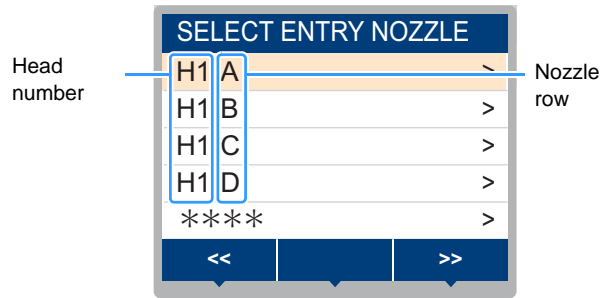 SELECT ENTRY NOZZLE
Head number
H1 A >
Nozzle row
H1 B >
H1 C >
H1 D >
**** >
<< >>